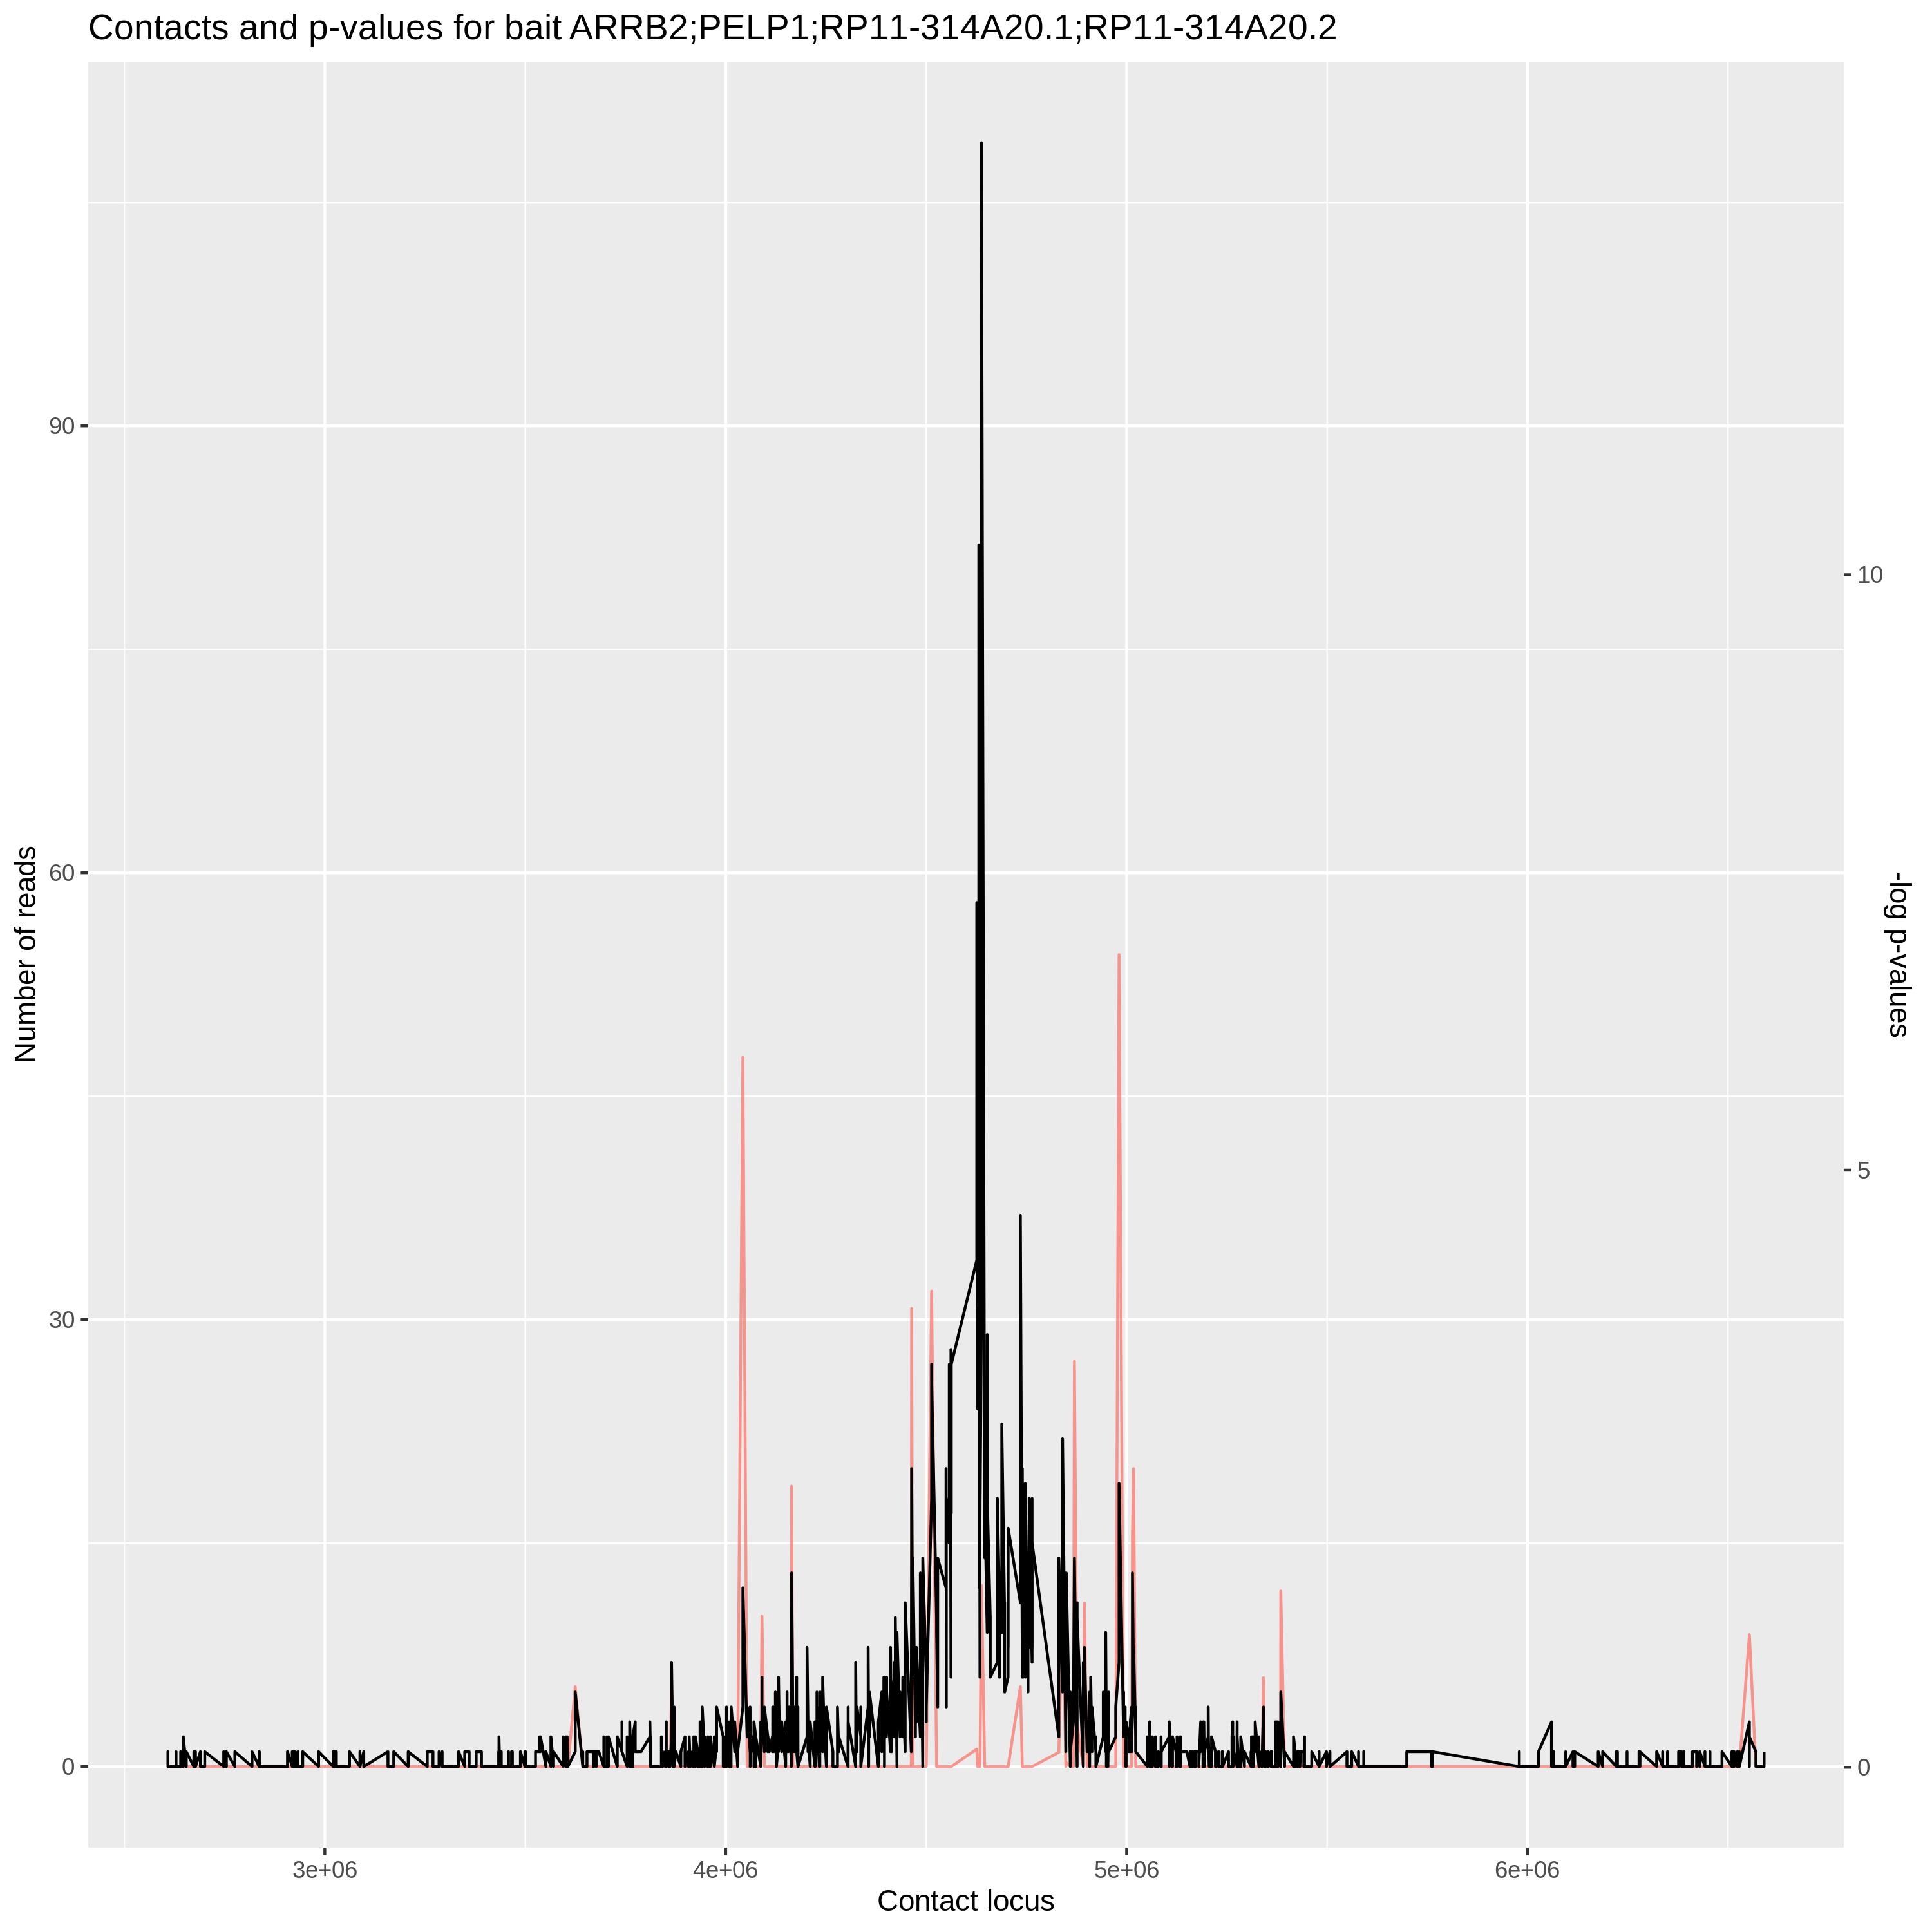 Contacts and p-values for bait ARRB2;PELP1;RP11-314A20.1;RP11-314A20.2
Number of reads
90
60
30
0
10
5
0
-log p-values
3e+06
4e+06
5e+06
6e+06
Contact locus